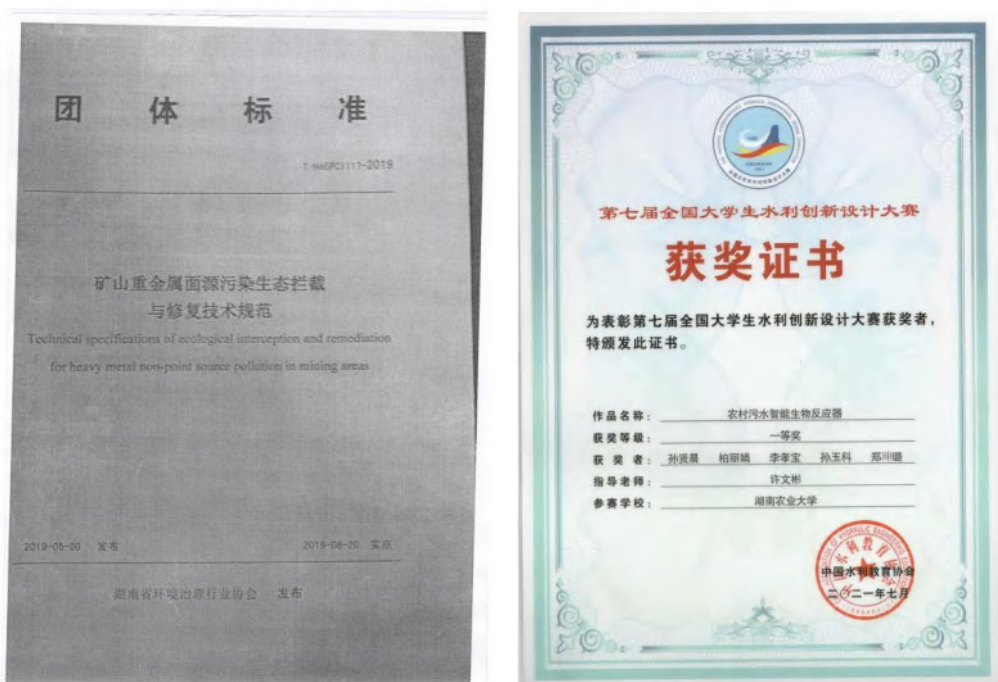 团 体 标 准
T/HAEPCI117-2019
矿山重金属面源污染生态拦截
与修复技术规范
Technical specifications of ecological interception and remediation
for heavy metal non-point source pollution in mining areas
2019-05-20 发布
2019-06-20 实施
湖南省环境治理行业协会 发布
第七届全国大学生水利创新设计大赛
获奖证书
为表彰第七届全国大学生水利创新设计大赛获奖者，
特颁发此证书。
作品名称： 农村污水智能生物反应器
获奖等级： 一等奖
获 奖 者： 孙贤晨 柏丽娟 李孝宝 孙玉科
指导老师： 许文彬
参赛学校： 湖南农业大学
中国水利教育协会
二〇二一年七月